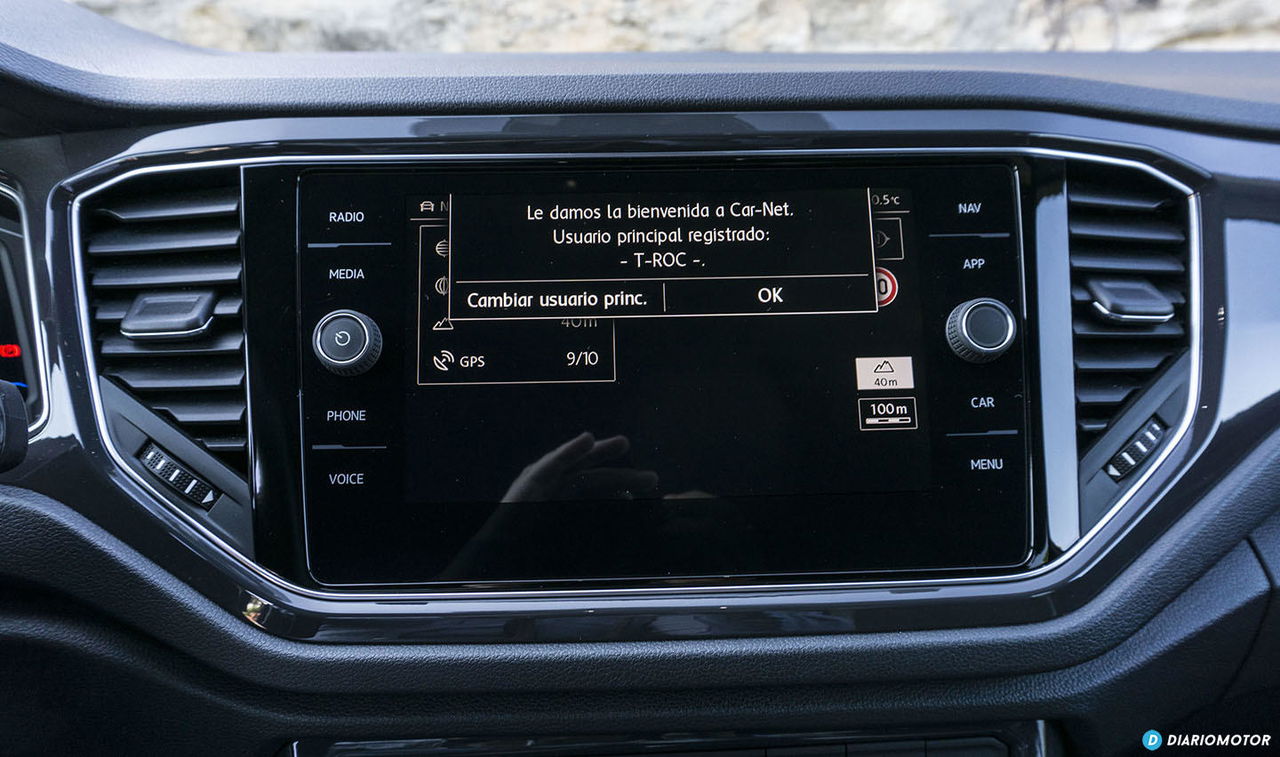 RADIO
MEDIA
PHONE
VOICE
Le damos la bienvenida a Car-Net.
Usuario principal registrado:
- T-ROC -.
Cambiar usuario princ.
OK
40m
GPS 9/10
40m
100m
NAV
APP
CAR
MENU
DIARIOMOTOR